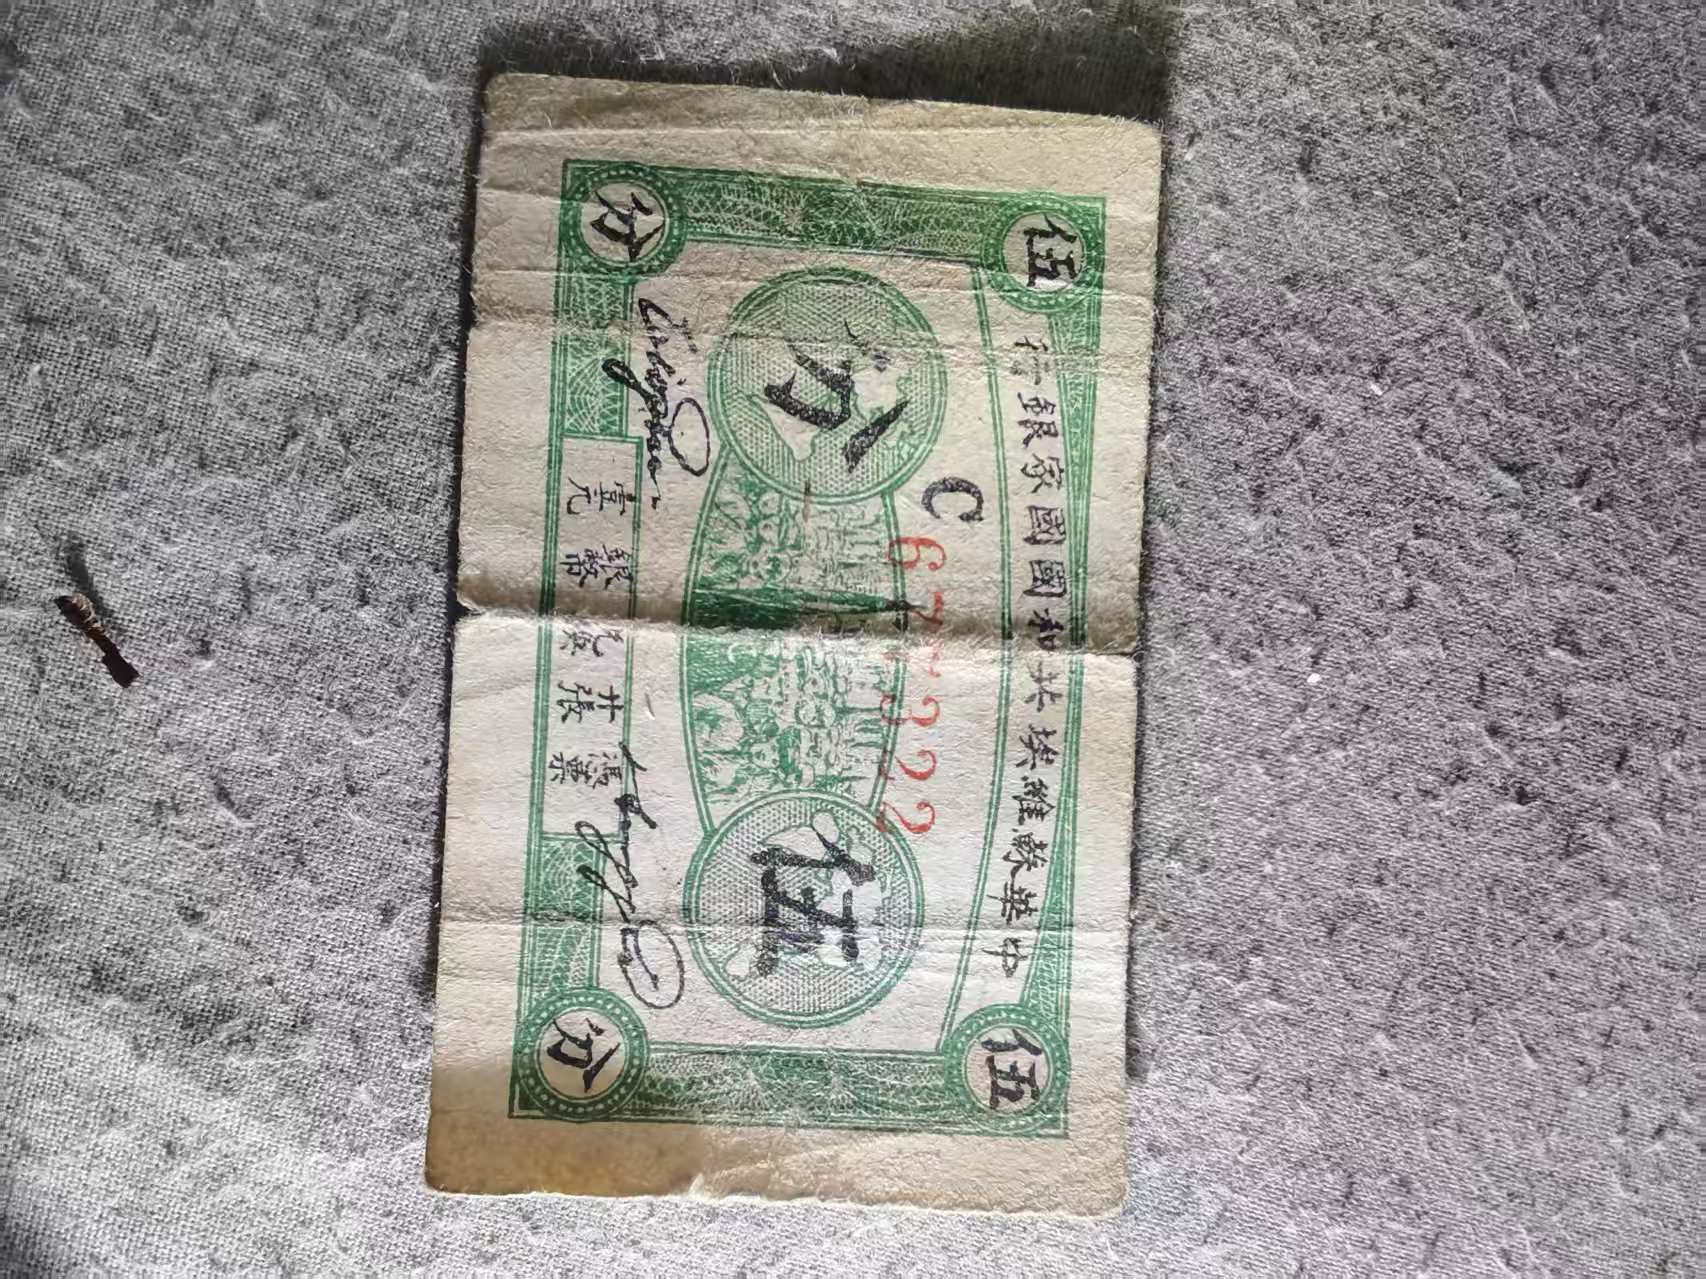 伍 伍
中華蘇維埃共和國國家銀行
C
伍分
憑票廿張兌換銀幣壹元
分 分